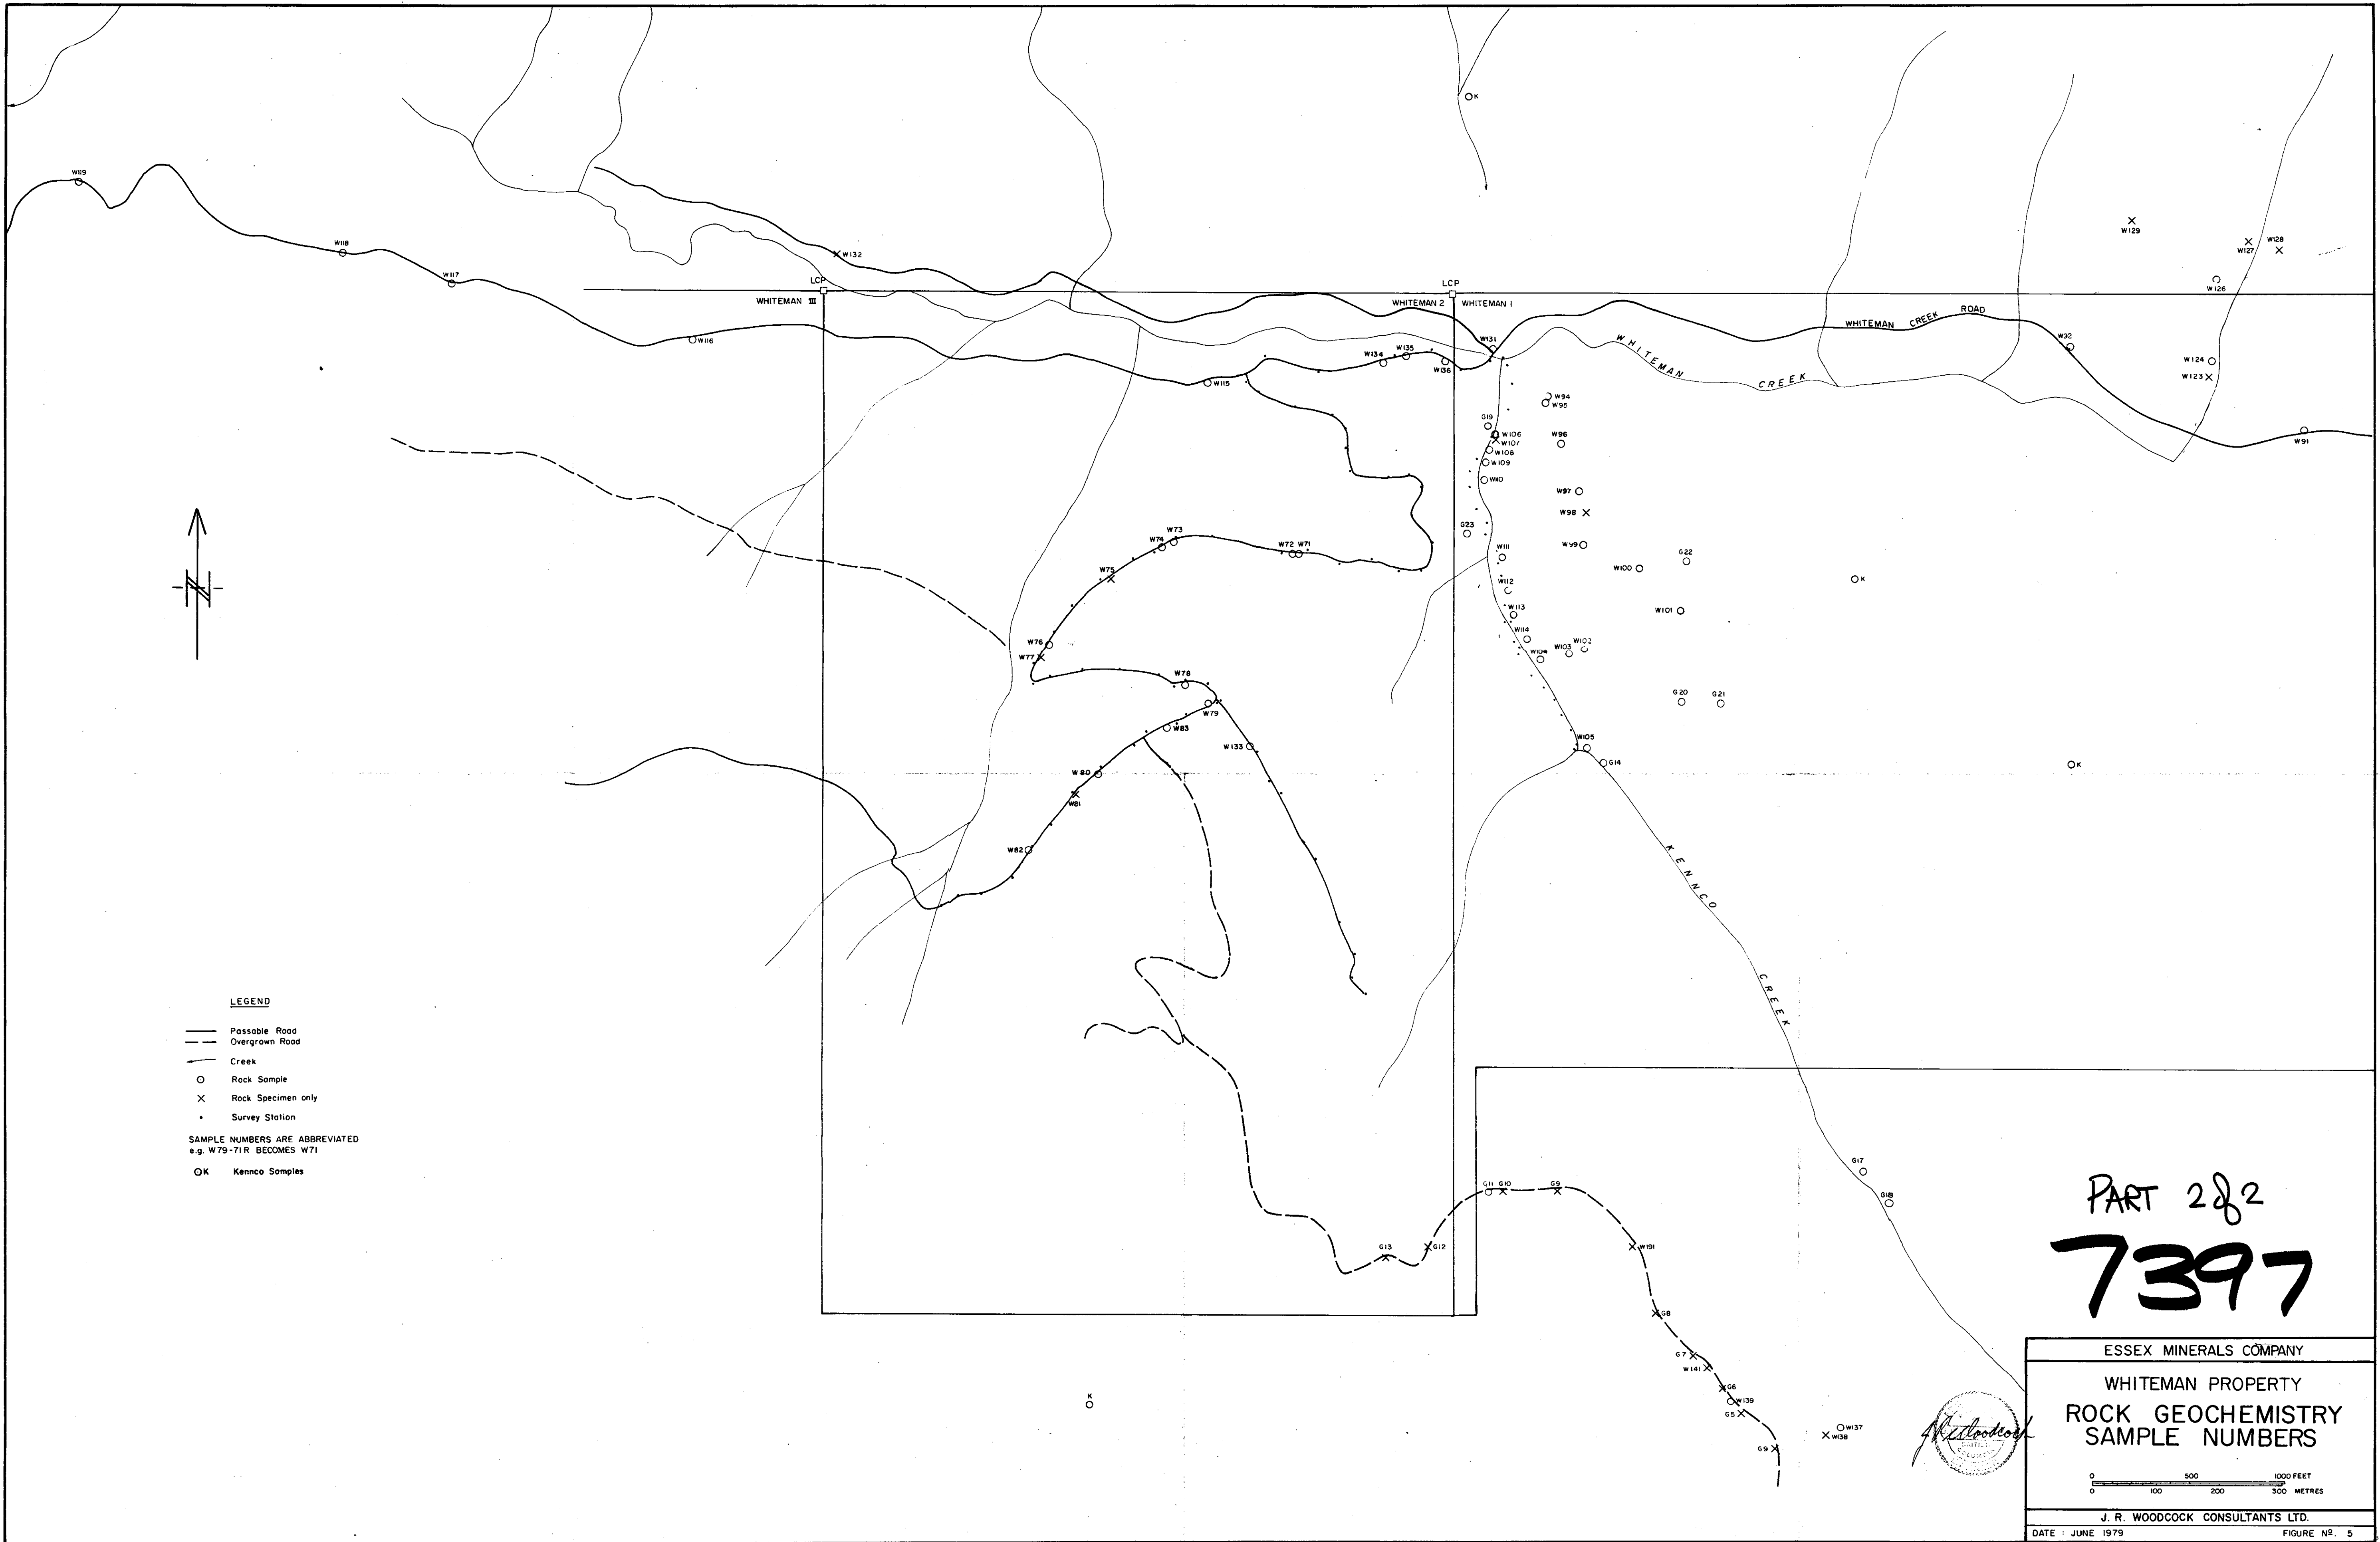 K
W119
W118
W117
W132
W129
W127
W128
W126
LCP
LCP
WHITEMAN III
WHITEMAN 2
WHITEMAN 1
WHITEMAN CREEK ROAD
W116
W115
W134
W135
W136
W131
WHITEMAN CREEK
W32
W124
W123
W91
W94
W95
G19
W106
W107
W108
W109
W110
W96
W97
W98
W99
G23
W111
W112
W113
W114
W104
W103
W102
W100
G22
W101
K
G20
G21
W105
G14
K
W73
W74
W72
W71
W75
W76
W77
W78
W79
W83
W133
W80
W81
W82
KENNCO CREEK
N
LEGEND
Passable Road
Overgrown Road
Creek
Rock Sample
Rock Specimen only
Survey Station
SAMPLE NUMBERS ARE ABBREVIATED
e.g. W79-71R BECOMES W71
K Kennco Samples
G17
G18
G11
G10
G9
G13
G12
W191
G8
G7
W141
G6
W139
G5
G9
W137
W138
K
PART 2 of 2
7397
ESSEX MINERALS COMPANY
WHITEMAN PROPERTY
ROCK GEOCHEMISTRY
SAMPLE NUMBERS
0 500 1000 FEET
0 100 200 300 METRES
J. R. WOODCOCK CONSULTANTS LTD.
DATE : JUNE 1979
FIGURE Nº. 5
J R Woodcock